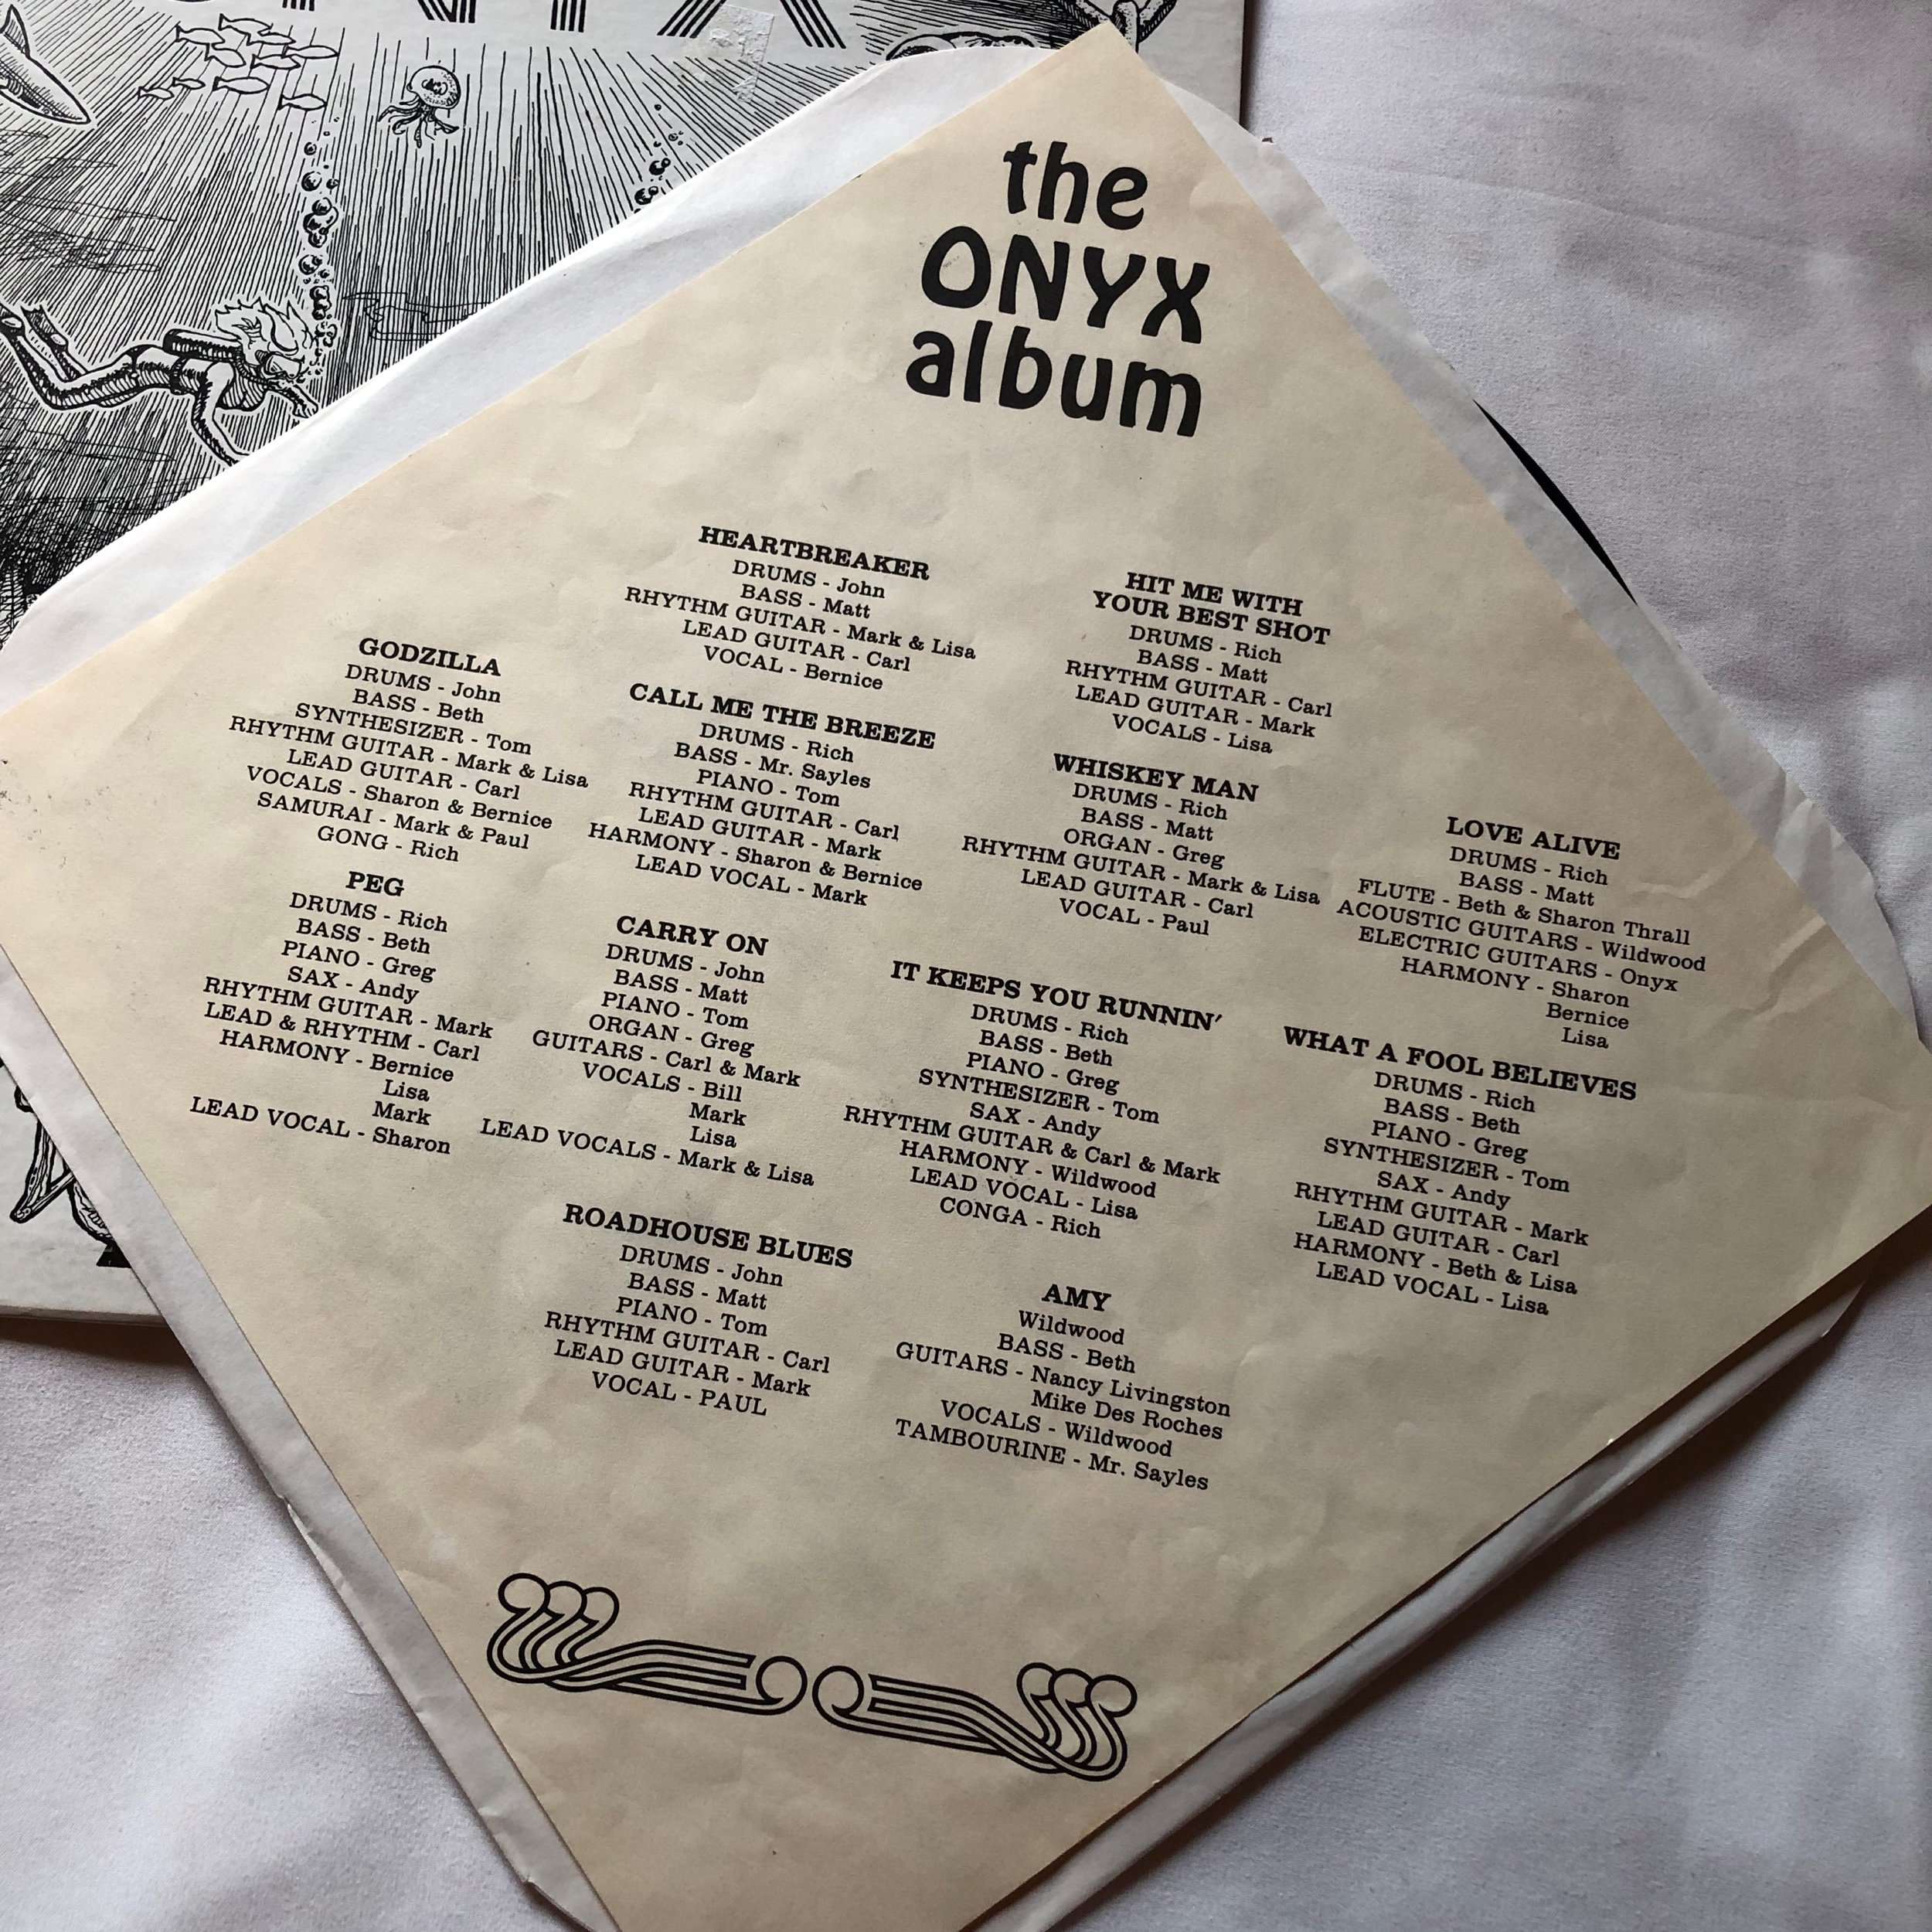 the
ONYX
album
GODZILLA
DRUMS - John
BASS - Beth
SYNTHESIZER - Tom
RHYTHM GUITAR - Mark & Lisa
LEAD GUITAR - Carl
VOCALS - Sharon & Bernice
SAMURAI - Mark & Paul
GONG - Rich
PEG
DRUMS - Rich
BASS - Beth
PIANO - Greg
SAX - Andy
RHYTHM GUITAR - Mark
LEAD & RHYTHM - Carl
HARMONY - Bernice
Lisa
Mark
LEAD VOCAL - Sharon
HEARTBREAKER
DRUMS - John
BASS - Matt
RHYTHM GUITAR - Mark & Lisa
LEAD GUITAR - Carl
VOCAL - Bernice
CALL ME THE BREEZE
DRUMS - Rich
BASS - Mr. Sayles
PIANO - Tom
RHYTHM GUITAR - Carl
LEAD GUITAR - Mark
HARMONY - Sharon & Bernice
LEAD VOCAL - Mark
CARRY ON
DRUMS - John
BASS - Matt
PIANO - Tom
ORGAN - Greg
GUITARS - Carl & Mark
VOCALS - Bill
Mark
Lisa
LEAD VOCALS - Mark & Lisa
ROADHOUSE BLUES
DRUMS - John
BASS - Matt
PIANO - Tom
RHYTHM GUITAR - Carl
LEAD GUITAR - Mark
VOCAL - PAUL
HIT ME WITH
YOUR BEST SHOT
DRUMS - Rich
BASS - Matt
RHYTHM GUITAR - Carl
LEAD GUITAR - Mark
VOCALS - Lisa
WHISKEY MAN
DRUMS - Rich
BASS - Matt
ORGAN - Greg
RHYTHM GUITAR - Mark & Lisa
LEAD GUITAR - Carl
VOCAL - Paul
IT KEEPS YOU RUNNIN'
DRUMS - Rich
BASS - Beth
PIANO - Greg
SYNTHESIZER - Tom
SAX - Andy
RHYTHM GUITAR & Carl & Mark
HARMONY - Wildwood
LEAD VOCAL - Lisa
CONGA - Rich
AMY
Wildwood
BASS - Beth
GUITARS - Nancy Livingston
Mike Des Roches
VOCALS - Wildwood
TAMBOURINE - Mr. Sayles
LOVE ALIVE
DRUMS - Rich
BASS - Matt
FLUTE - Beth & Sharon Thrall
ACOUSTIC GUITARS - Wildwood
ELECTRIC GUITARS - Onyx
HARMONY - Sharon
Bernice
Lisa
WHAT A FOOL BELIEVES
DRUMS - Rich
BASS - Beth
PIANO - Greg
SYNTHESIZER - Tom
SAX - Andy
RHYTHM GUITAR - Mark
LEAD GUITAR - Carl
HARMONY - Beth & Lisa
LEAD VOCAL - Lisa